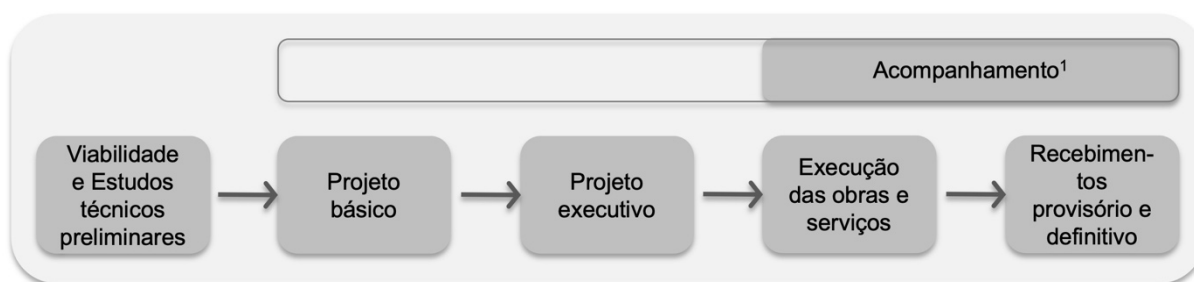 Acompanhamento¹
Viabilidade
e Estudos
técnicos
preliminares
Projeto
básico
Projeto
executivo
Execução
das obras e
serviços
Recebimen-
tos
provisório e
definitivo